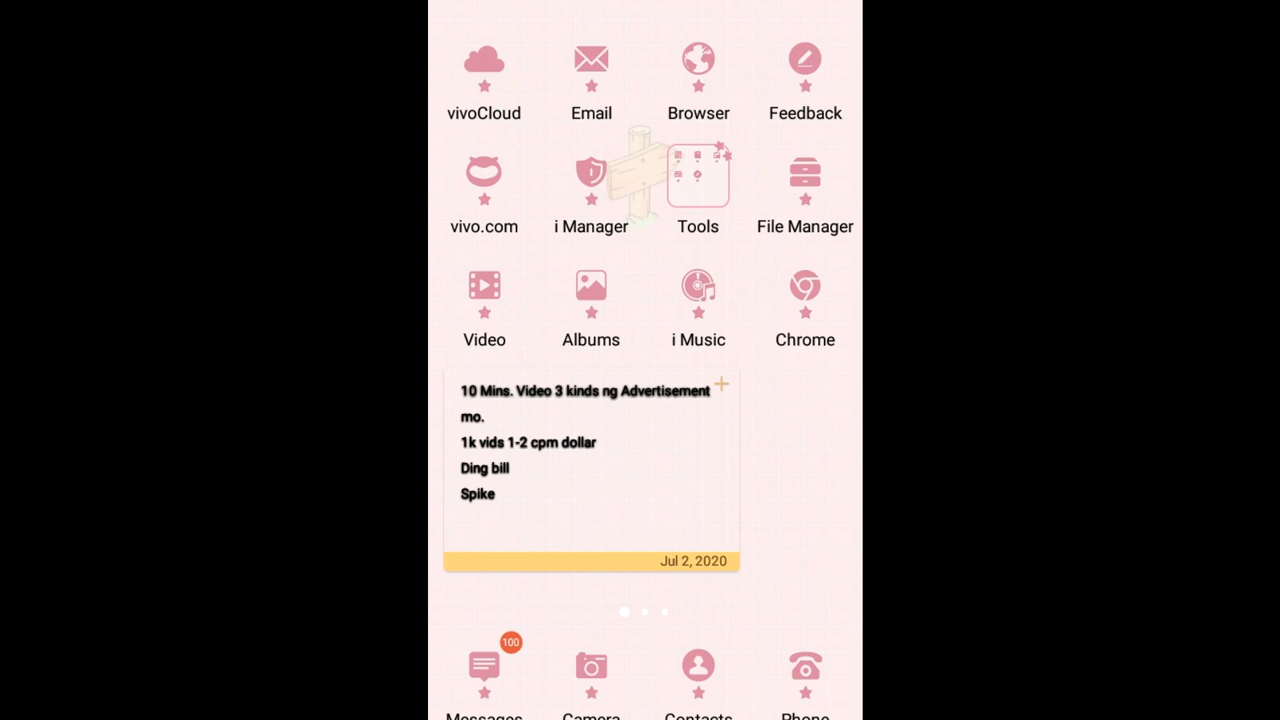 vivoCloud Email Browser Feedback
vivo.com i Manager Tools File Manager
Video Albums i Music Chrome
10 Mins. Video 3 kinds ng Advertisement
mo.
1k vids 1-2 cpm dollar
Ding bill
Spike
Jul 2, 2020
100
Messages Camera Contacts Phone